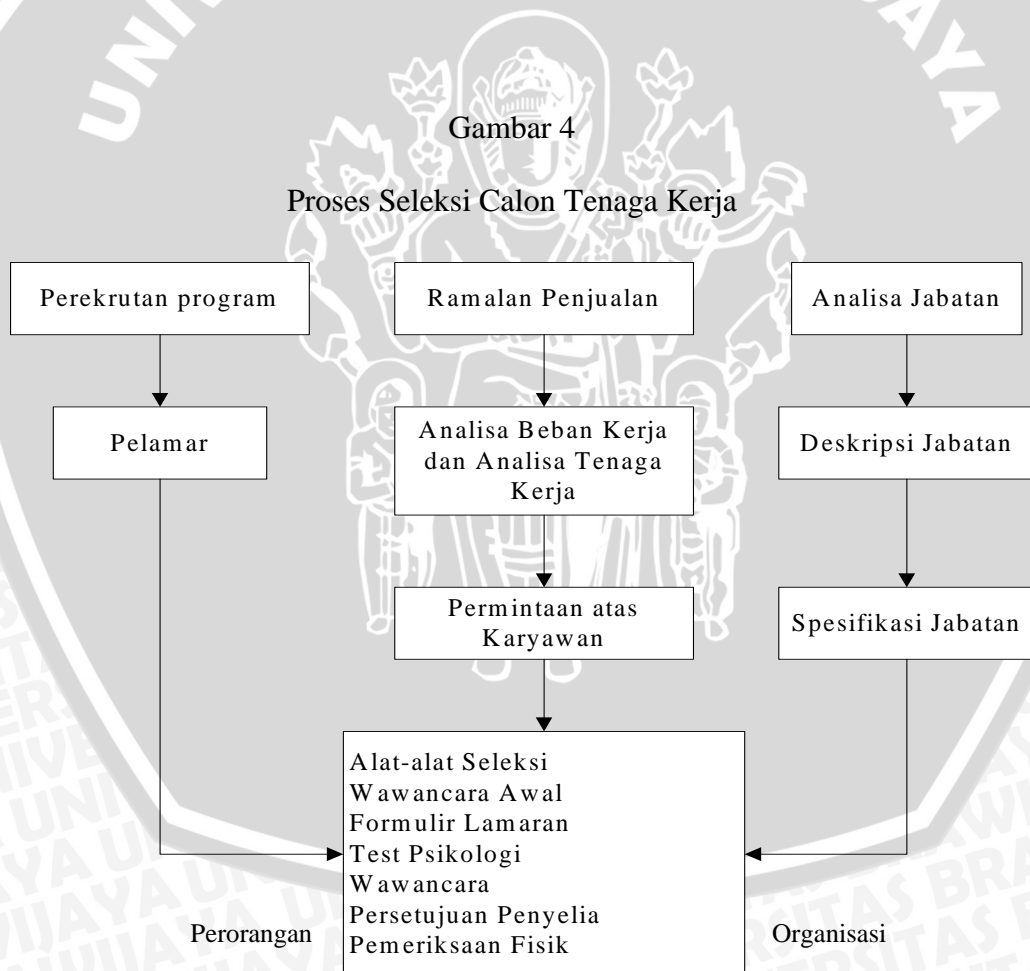 Gambar 4
Proses Seleksi Calon Tenaga Kerja
Perekrutan program
Ramalan Penjualan
Analisa Jabatan
Pelamar
Analisa Beban Kerja
dan Analisa Tenaga
Kerja
Deskripsi Jabatan
Permintaan atas
Karyawan
Spesifikasi Jabatan
Alat-alat Seleksi
Wawancara Awal
Formulir Lamaran
Test Psikologi
Wawancara
Persetujuan Penyelia
Pemeriksaan Fisik
Perorangan
Organisasi